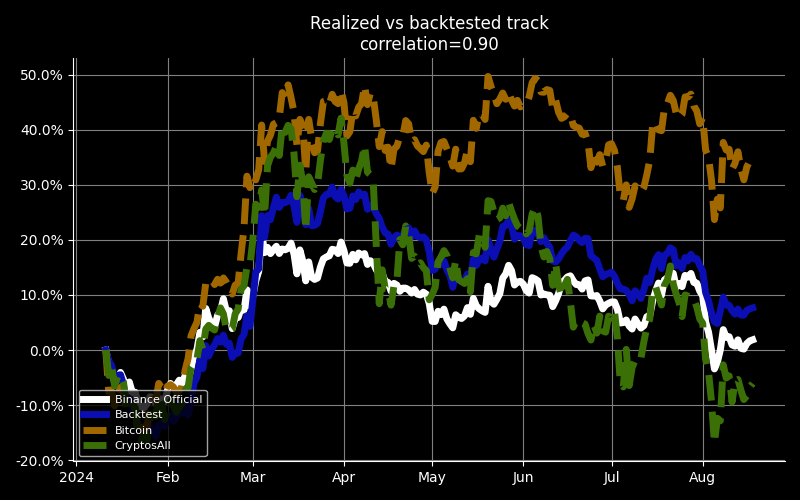 Realized vs backtested track
correlation=0.90
50.0%
40.0%
30.0%
20.0%
10.0%
0.0%
-10.0%
-20.0%
Binance Official
Backtest
Bitcoin
CryptosAll
2024 Feb Mar Apr May Jun Jul Aug